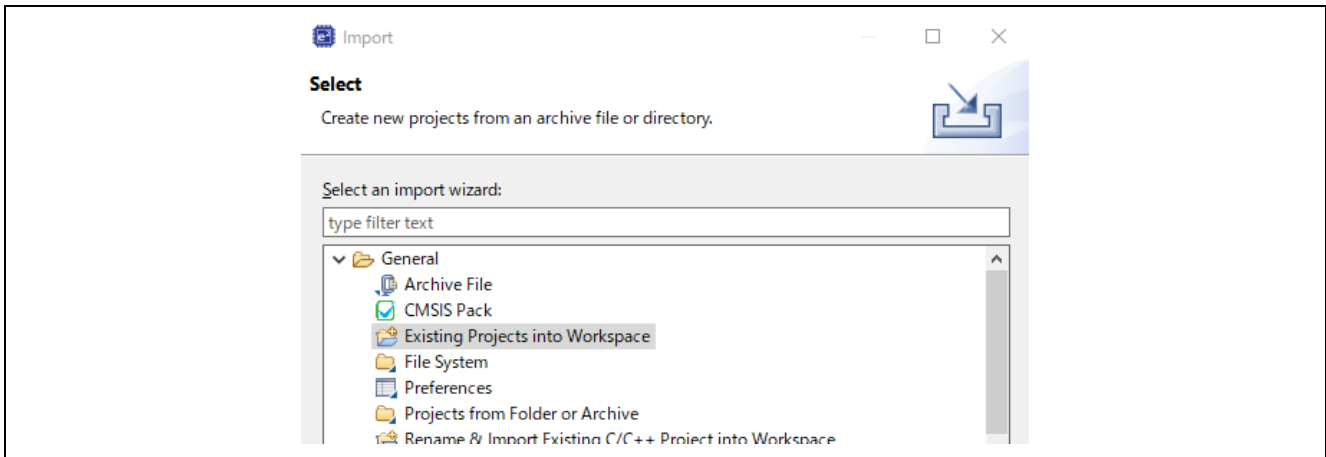 Import
Select
Create new projects from an archive file or directory.
Select an import wizard:
type filter text
General
Archive File
CMSIS Pack
Existing Projects into Workspace
File System
Preferences
Projects from Folder or Archive
Rename & Import Existing C/C++ Project into Workspace